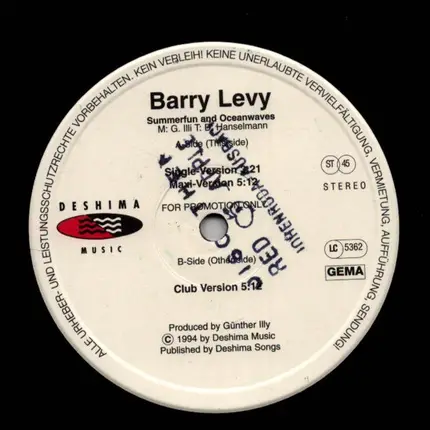 ALLE URHEBER- UND LEISTUNGSSCHUTZRECHTE VORBEHALTEN. KEIN VERLEIH! KEINE UNERLAUBTE VERVIELFÄLTIGUNG, VERMIETUNG, AUFFÜHRUNG, SENDUNG!
Barry Levy
Summerfun and Oceanwaves
M: G. Illi T: B. Hanselmann
A-Side (This side)
Single-Version 3:21
Maxi-Version 5:12
FOR PROMOTION ONLY
DESHIMA
MUSIC
ST 45
STEREO
LC 5362
GEMA
B-Side (Otherside)
Club Version 5:12
Produced by Günther Illy
© 1994 by Deshima Music
Published by Deshima Songs
DISCOTHEK
RED